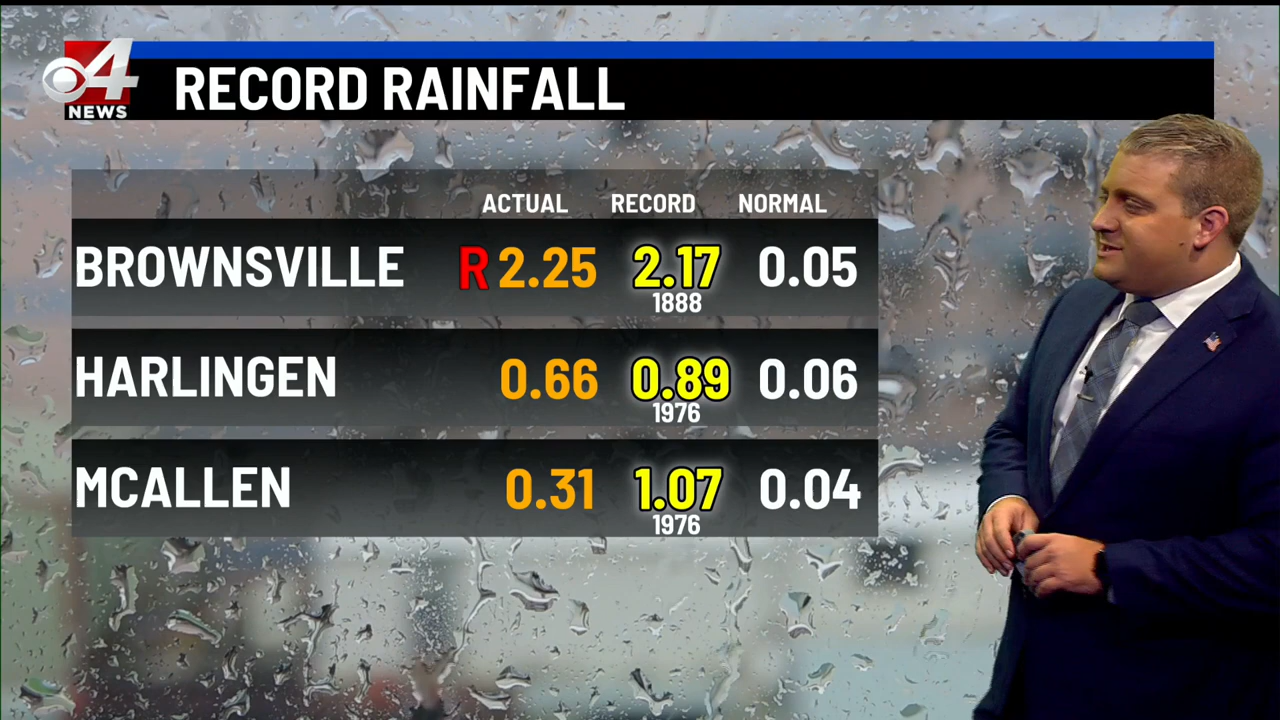 4
NEWS
RECORD RAINFALL
ACTUAL RECORD NORMAL
BROWNSVILLE R 2.25 2.17 0.05
1888
HARLINGEN 0.66 0.89 0.06
1976
MCALLEN 0.31 1.07 0.04
1976